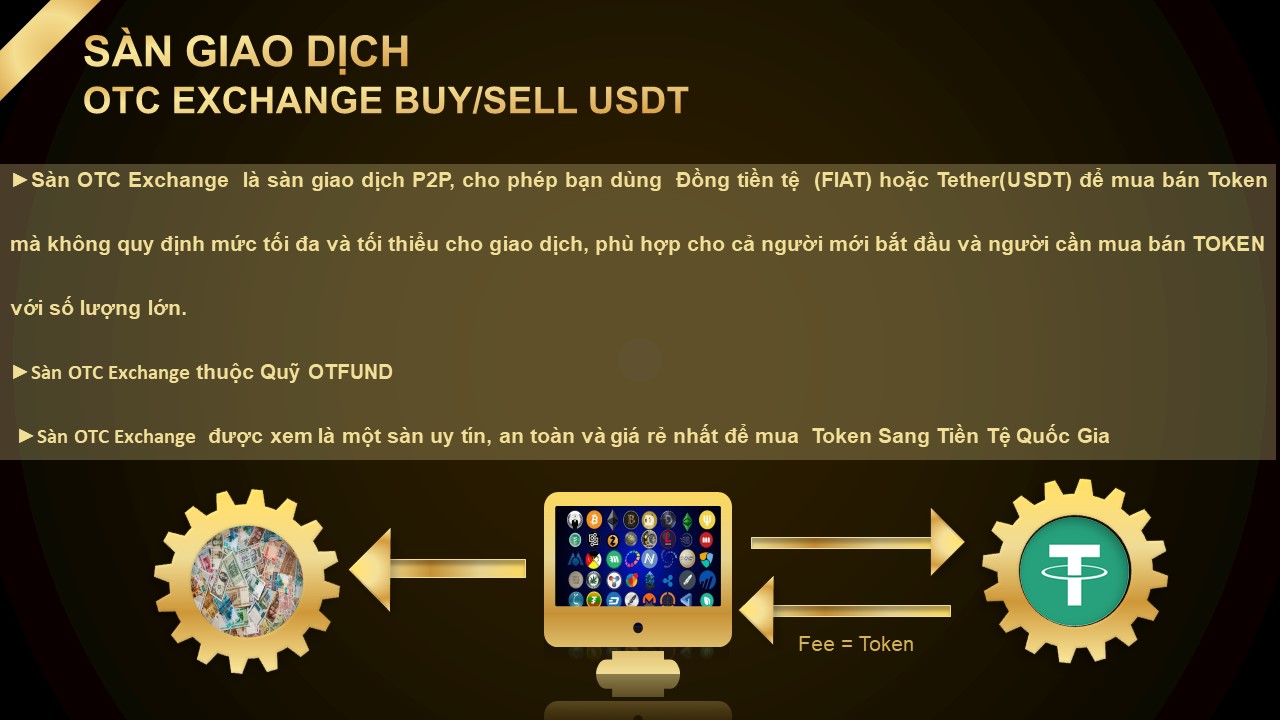 SÀN GIAO DỊCH
OTC EXCHANGE BUY/SELL USDT
►Sàn OTC Exchange là sàn giao dịch P2P, cho phép bạn dùng Đồng tiền tệ (FIAT) hoặc Tether(USDT) để mua bán Token
mà không quy định mức tối đa và tối thiểu cho giao dịch, phù hợp cho cả người mới bắt đầu và người cần mua bán TOKEN
với số lượng lớn.
►Sàn OTC Exchange thuộc Quỹ OTFUND
►Sàn OTC Exchange được xem là một sàn uy tín, an toàn và giá rẻ nhất để mua Token Sang Tiền Tệ Quốc Gia
Fee = Token